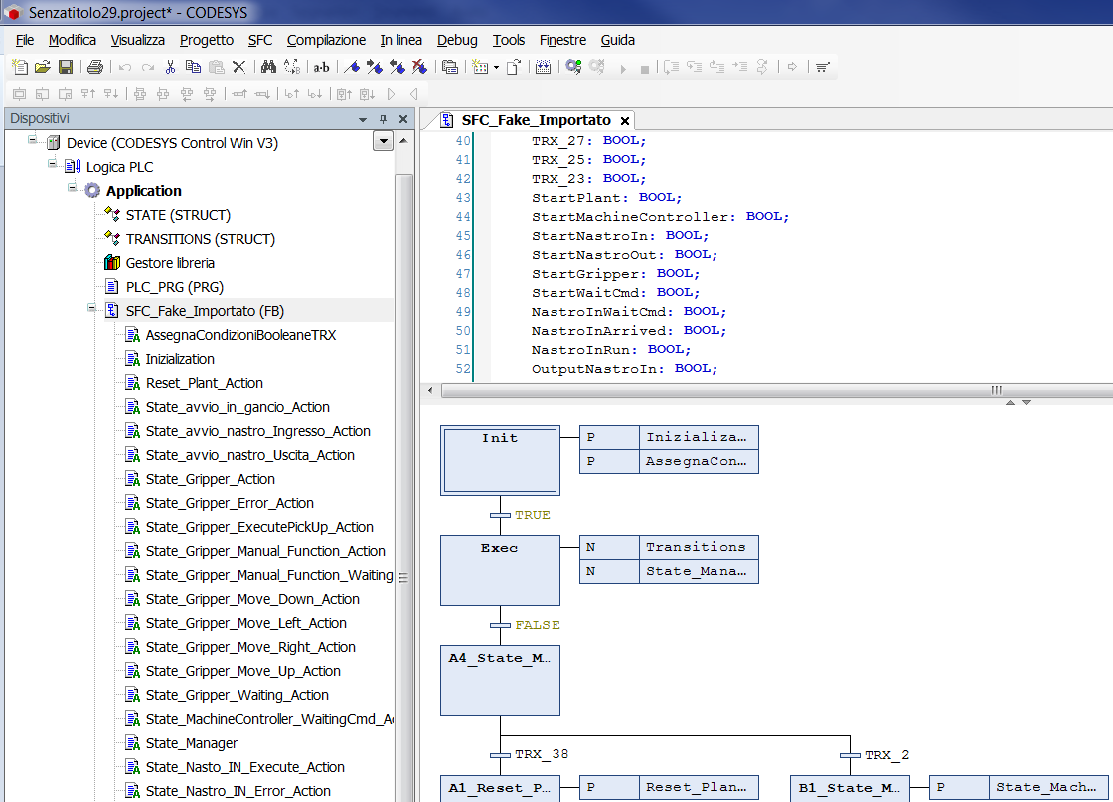 Senzatitolo29.project* - CODESYS
File Modifica Visualizza Progetto SFC Compilazione In linea Debug Tools Finestre Guida
a·b
Dispositivi
Device (CODESYS Control Win V3)
Logica PLC
Application
STATE (STRUCT)
TRANSITIONS (STRUCT)
Gestore libreria
PLC_PRG (PRG)
SFC_Fake_Importato (FB)
AssegnaCondizioniBooleaneTRX
Inizialization
Reset_Plant_Action
State_avvio_in_gancio_Action
State_avvio_nastro_Ingresso_Action
State_avvio_nastro_Uscita_Action
State_Gripper_Action
State_Gripper_Error_Action
State_Gripper_ExecutePickUp_Action
State_Gripper_Manual_Function_Action
State_Gripper_Manual_Function_Waiting
State_Gripper_Move_Down_Action
State_Gripper_Move_Left_Action
State_Gripper_Move_Right_Action
State_Gripper_Move_Up_Action
State_Gripper_Waiting_Action
State_MachineController_WaitingCmd_A
State_Manager
State_Nasto_IN_Execute_Action
State_Nastro_IN_Error_Action
SFC_Fake_Importato
40 TRX_27: BOOL;
41 TRX_25: BOOL;
42 TRX_23: BOOL;
43 StartPlant: BOOL;
44 StartMachineController: BOOL;
45 StartNastroIn: BOOL;
46 StartNastroOut: BOOL;
47 StartGripper: BOOL;
48 StartWaitCmd: BOOL;
49 NastroInWaitCmd: BOOL;
50 NastroInArrived: BOOL;
51 NastroInRun: BOOL;
52 OutputNastroIn: BOOL;
Init
P Inizializa...
P AssegnaCon...
TRUE
Exec
N Transitions
N State_Mana...
FALSE
A4_State_M...
TRX_38
TRX_2
A1_Reset_P...
P Reset_Plan...
B1_State_M...
P State_Mach...